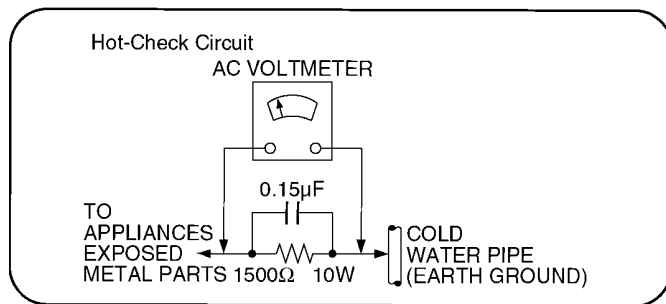 Hot-Check Circuit
AC VOLTMETER
0.15µF
TO
APPLIANCES
EXPOSED
METAL PARTS
1500Ω
10W
COLD
WATER PIPE
(EARTH GROUND)